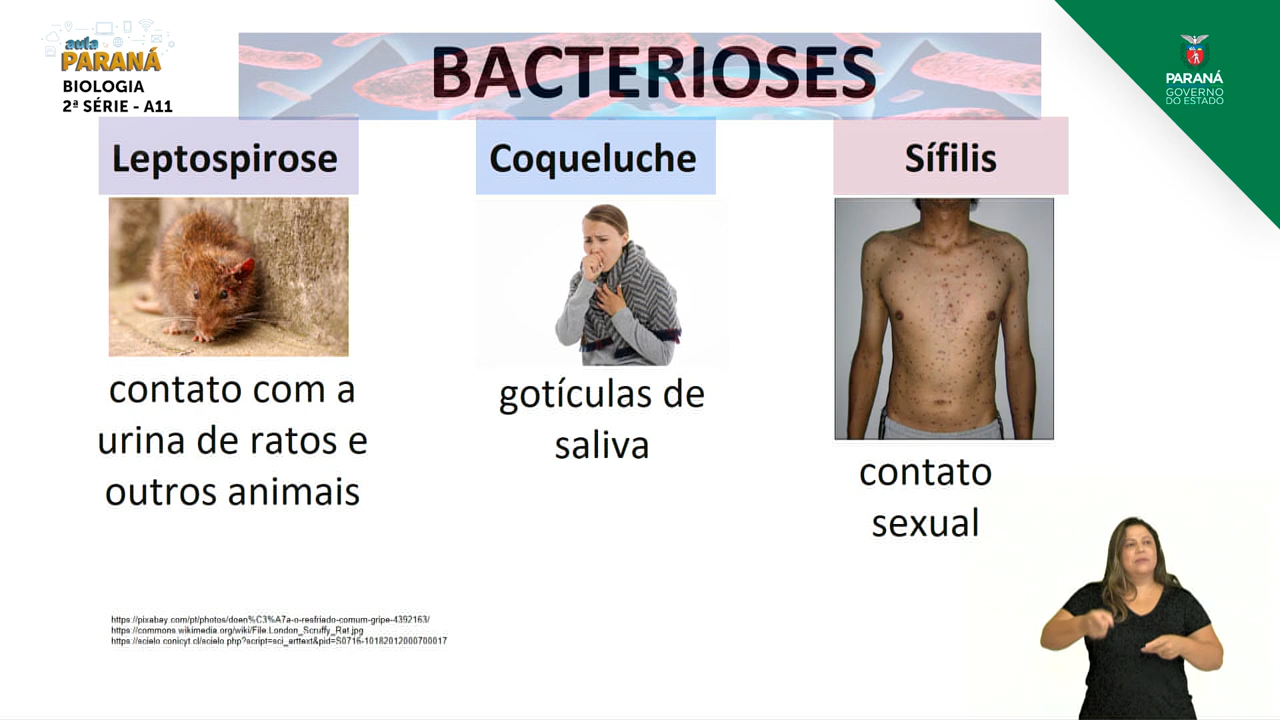 aula
PARANÁ
BIOLOGIA
2ª SÉRIE - A11
BACTERIOSES
PARANÁ
GOVERNO
DO ESTADO
Leptospirose
contato com a
urina de ratos e
outros animais
Coqueluche
gotículas de
saliva
Sífilis
contato
sexual
https://pixabay.com/pt/photos/doen%C3%A7a-o-resfriado-comum-gripe-4392163/
https://commons.wikimedia.org/wiki/File:London_Scruffy_Rat.jpg
https://scielo.conicyt.cl/scielo.php?script=sci_arttext&pid=S0716-10182012000700017